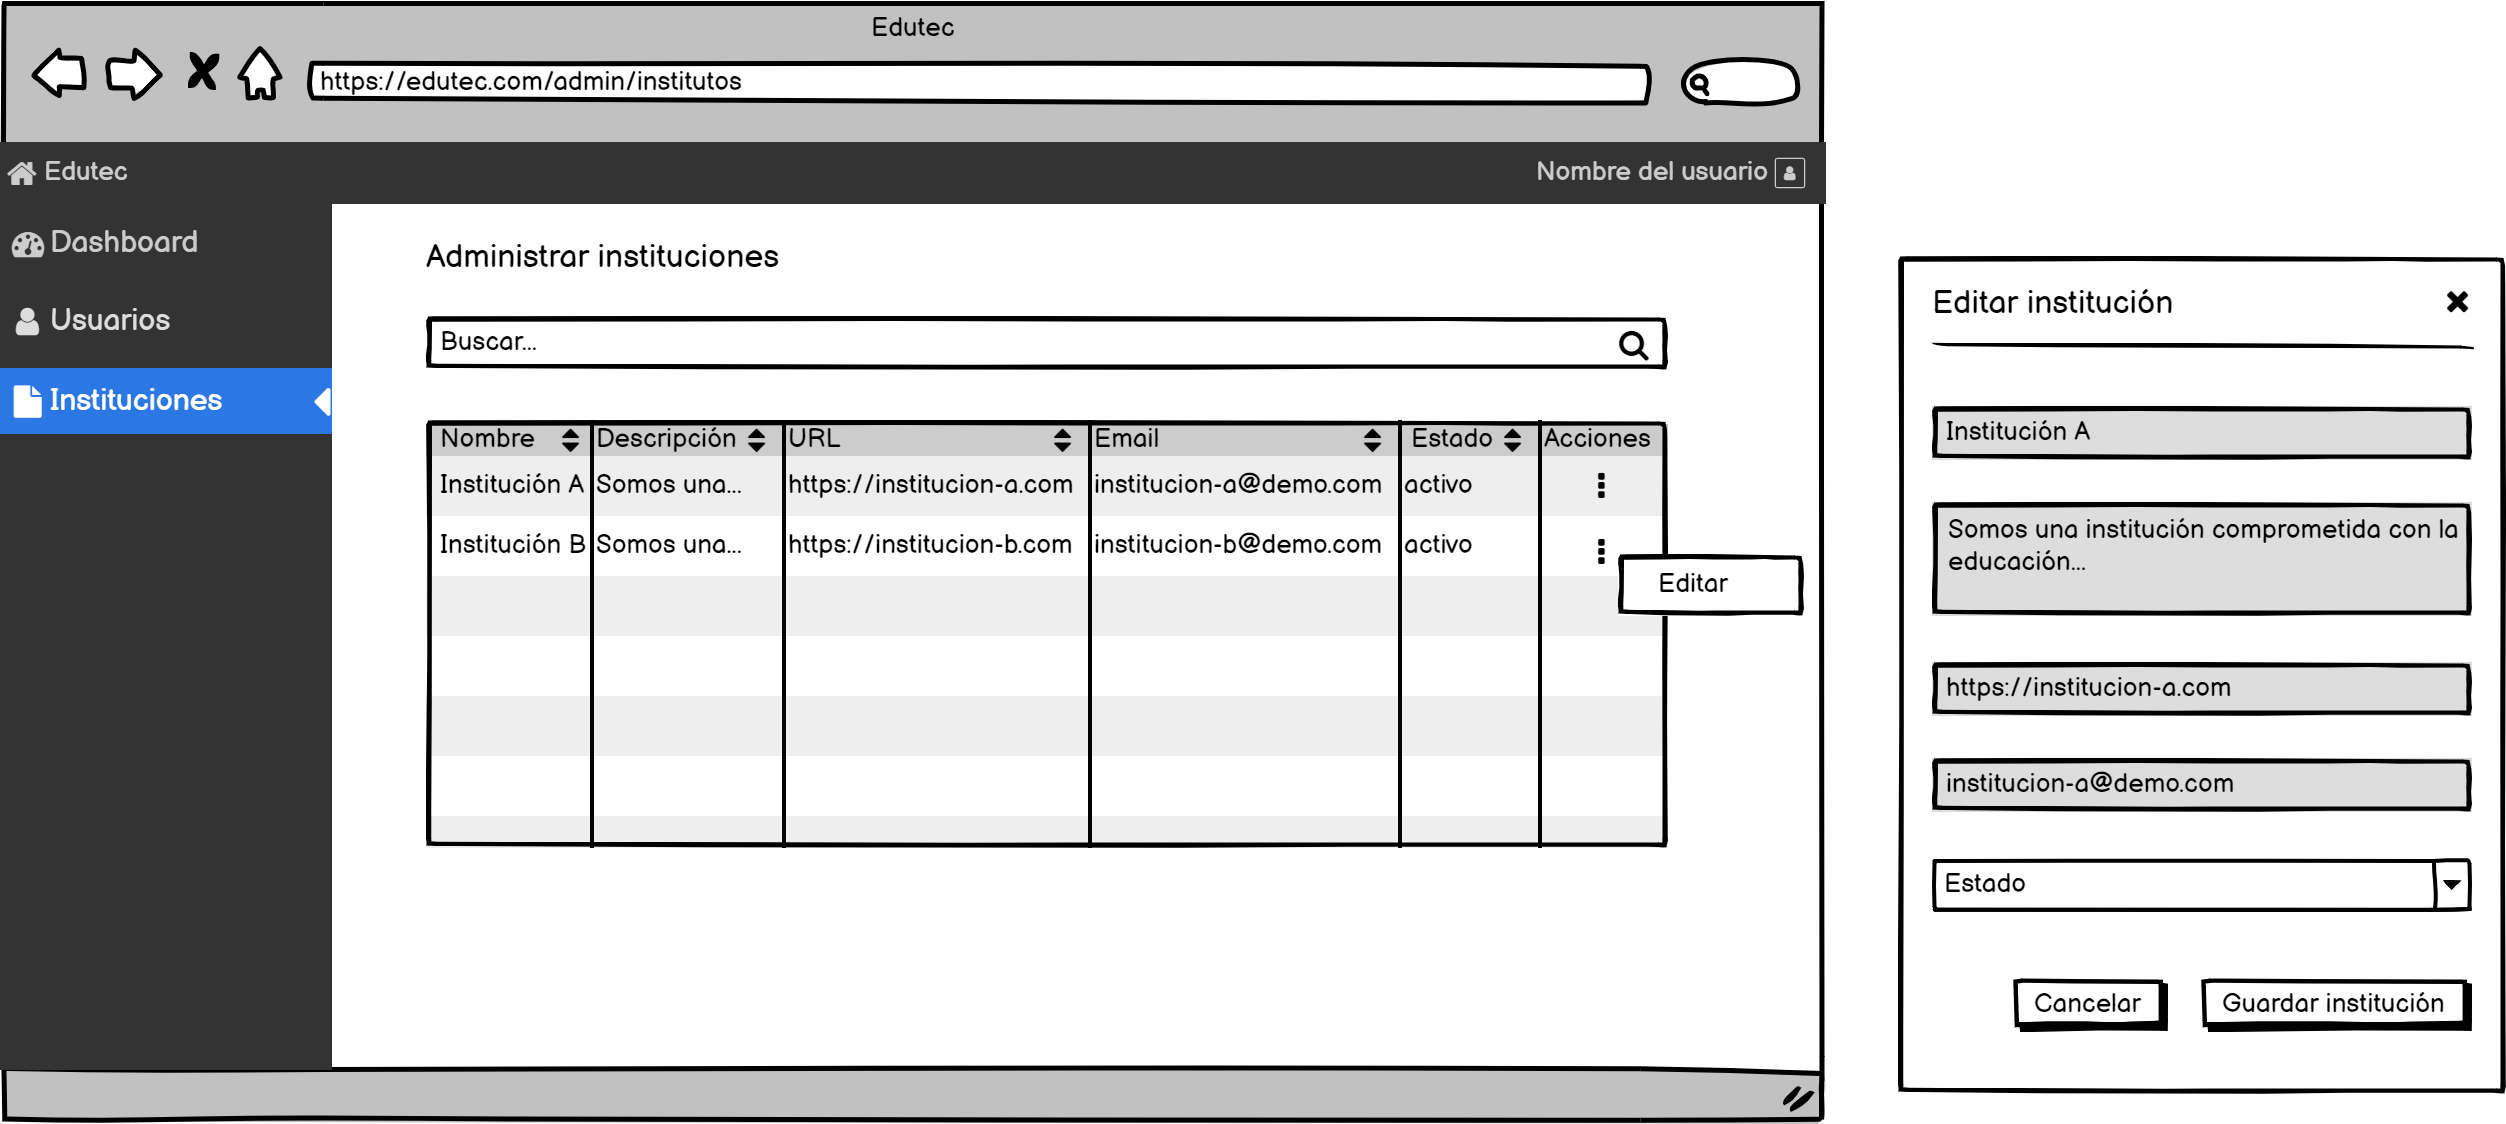 Edutec
https://edutec.com/admin/institutos
Edutec
Nombre del usuario
Dashboard
Usuarios
Instituciones
Administrar instituciones
Buscar...
Nombre Descripción URL Email Estado Acciones
Institución A Somos una... https://institucion-a.com institucion-a@demo.com activo
Institución B Somos una... https://institucion-b.com institucion-b@demo.com activo
Editar
Editar institución
Institución A
Somos una institución comprometida con la
educación...
https://institucion-a.com
institucion-a@demo.com
Estado
Cancelar
Guardar institución